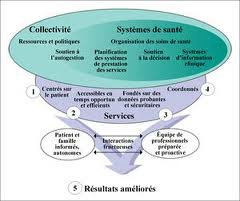 Collectivité
Systèmes de santé
Ressources et politiques
Organisation des soins de santé
Soutien à
l'autogestion
Planification
des systèmes
de prestation
des services
Soutien
à la décision
Systèmes
d'information
clinique
1
Centrés sur
le patient
Accessibles en
temps opportun
et efficients
Fondés sur des
données probantes
et sécuritaires
Coordonnés
4
2
3
Services
Patient et
famille
informés,
autonomes
Interactions
fructueuses
Équipe de
professionnels
préparée
et proactive
5 Résultats améliorés